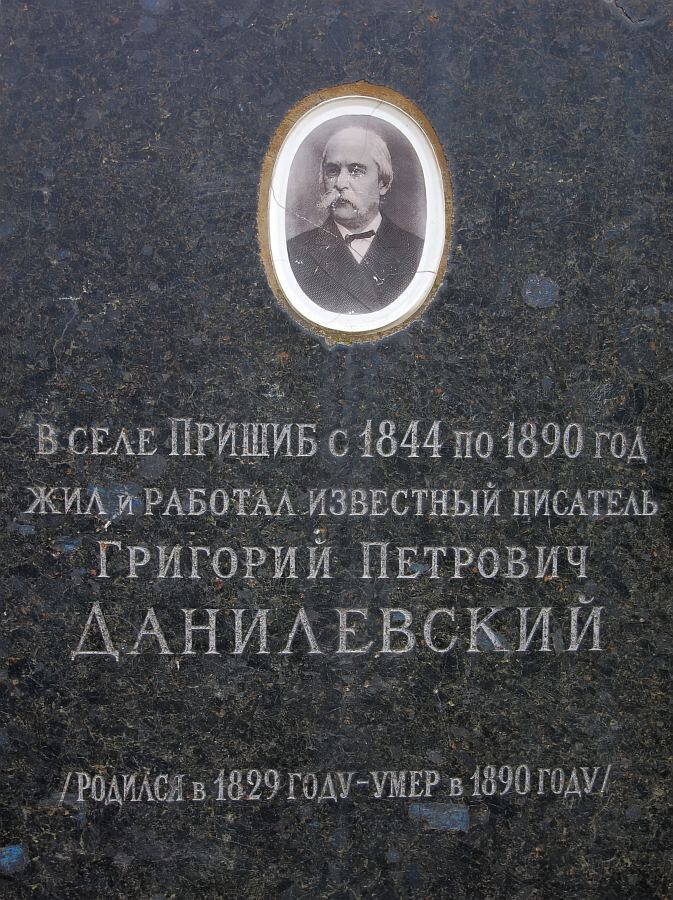 В СЕЛЕ ПРИШИБ С 1844 ПО 1890 ГОД
ЖИЛ И РАБОТАЛ ИЗВЕСТНЫЙ ПИСАТЕЛЬ
ГРИГОРИЙ ПЕТРОВИЧ
ДАНИЛЕВСКИЙ
/РОДИЛСЯ в 1829 ГОДУ-УМЕР в 1890 ГОДУ/